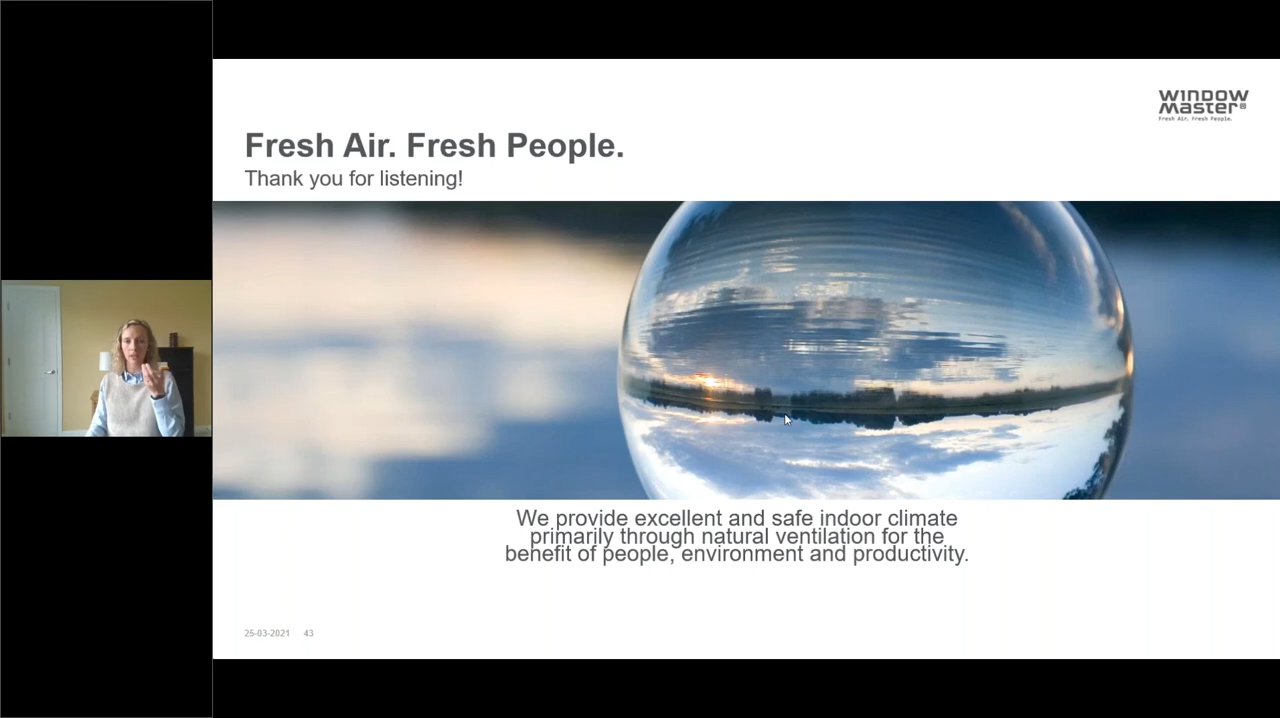 WINDOW
Master®
Fresh Air. Fresh People.
Fresh Air. Fresh People.
Thank you for listening!
We provide excellent and safe indoor climate
primarily through natural ventilation for the
benefit of people, environment and productivity.
25-03-2021 43